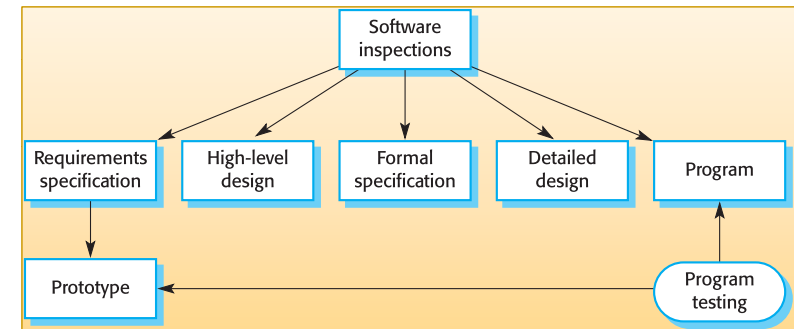 Software
inspections
Requirements
specification
High-level
design
Formal
specification
Detailed
design
Program
Prototype
Program
testing